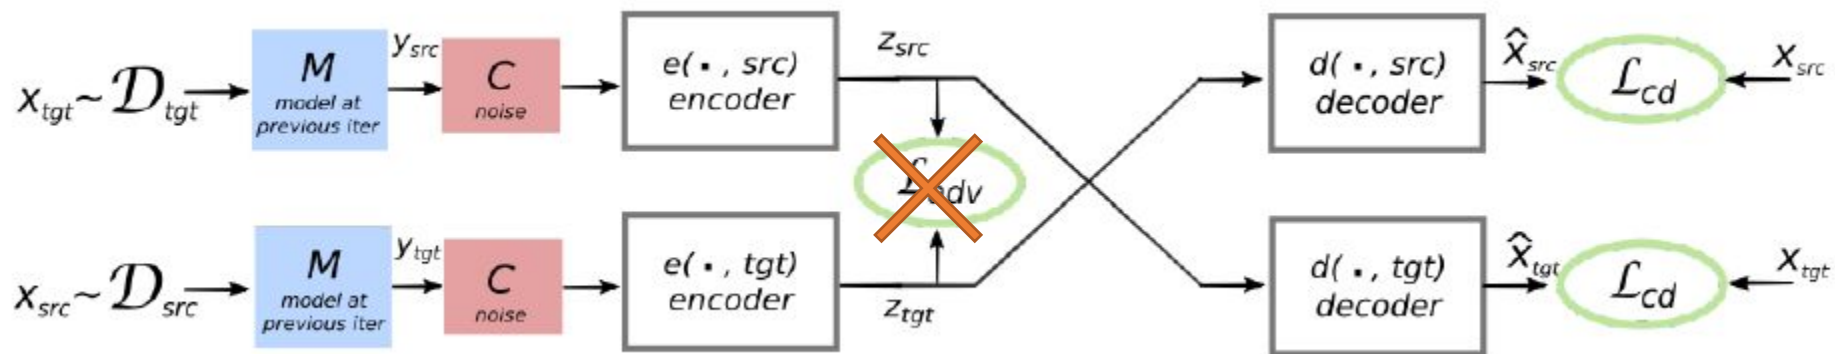 x_tgt ~ D_tgt
M
model at
previous iter
y_src
C
noise
e(·, src)
encoder
z_src
d(·, src)
decoder
x̂_src
L_cd
x_src
L_adv
x_src ~ D_src
M
model at
previous iter
y_tgt
C
noise
e(·, tgt)
encoder
z_tgt
d(·, tgt)
decoder
x̂_tgt
L_cd
x_tgt